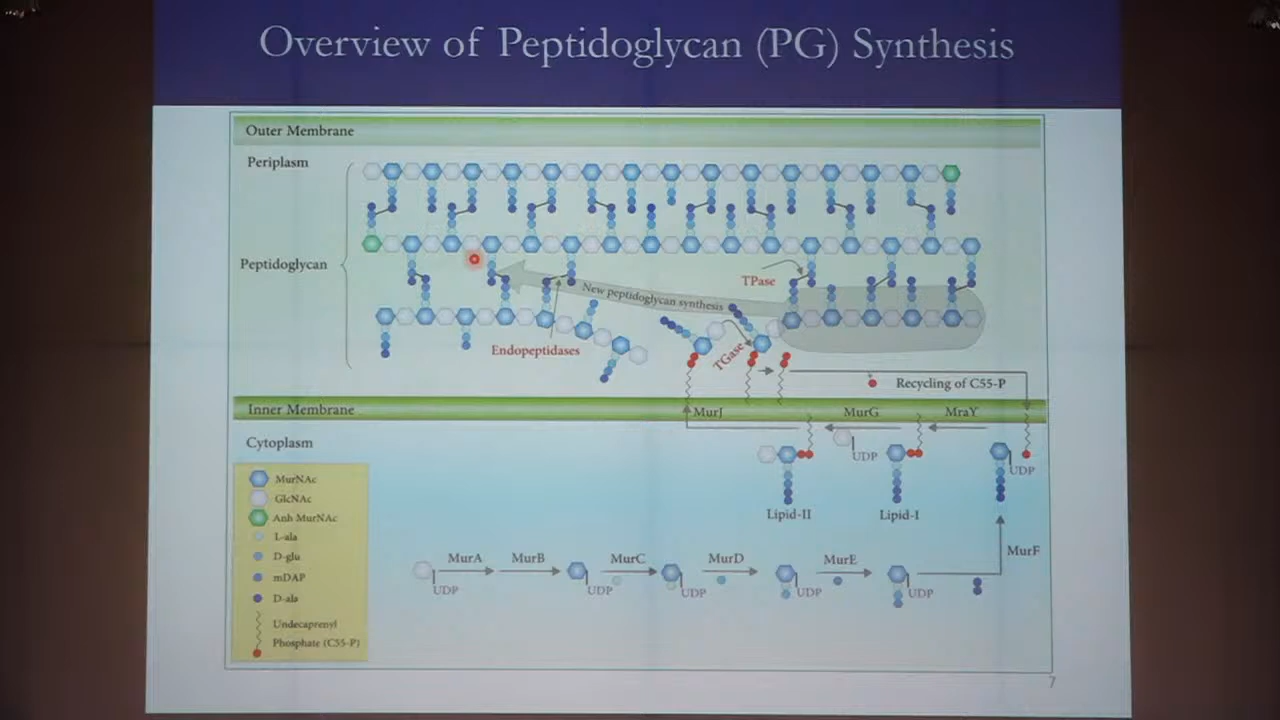 Overview of Peptidoglycan (PG) Synthesis
Outer Membrane
Periplasm
Peptidoglycan
TPase
New peptidoglycan synthesis
Endopeptidases
TGase
Recycling of C55-P
Inner Membrane
MurJ
MurG
MraY
Cytoplasm
UDP
UDP
Lipid-II
Lipid-I
MurNAc
GlcNAc
Anh MurNAc
L-ala
D-glu
mDAP
D-ala
Undecaprenyl
Phosphate (C55-P)
MurA
MurB
MurC
MurD
MurE
MurF
UDP
UDP
UDP
UDP
UDP
7